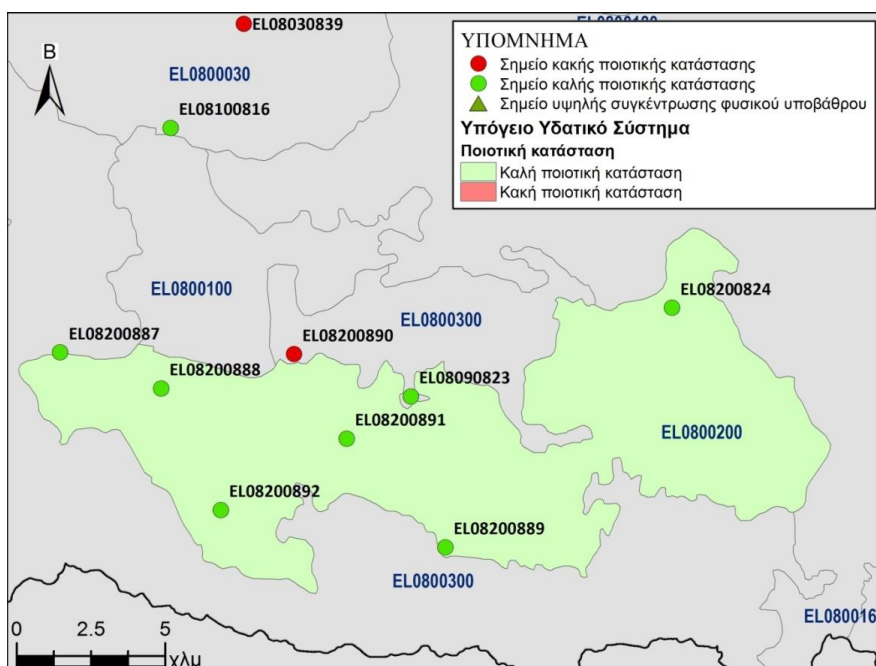 EL08030839
ΥΠΟΜΝΗΜΑ
Σημείο κακής ποιοτικής κατάστασης
Σημείο καλής ποιοτικής κατάστασης
Σημείο υψηλής συγκέντρωσης φυσικού υποβάθρου
Υπόγειο Υδατικό Σύστημα
Ποιοτική κατάσταση
Καλή ποιοτική κατάσταση
Κακή ποιοτική κατάσταση
Β
EL0800030
EL08100816
EL0800100
EL08200824
EL0800300
EL08200887
EL08200890
EL08200888
EL08090823
EL08200891
EL0800200
EL08200892
EL08200889
EL0800300
EL080016
0 2.5 5
χλμ